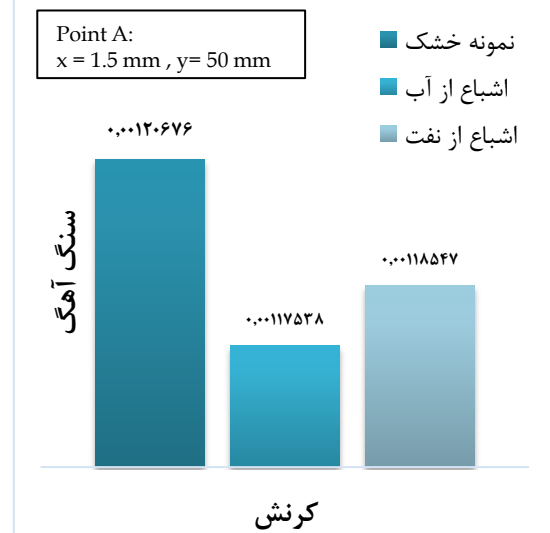 Point A:
x = 1.5 mm , y= 50 mm
نمونه خشک
اشباع از آب
اشباع از نفت
۰,۰۰۱۲۰۶۷۶
۰,۰۰۱۱۷۵۳۸
۰,۰۰۱۱۸۵۴۷
سنگ آهگ
کرنش